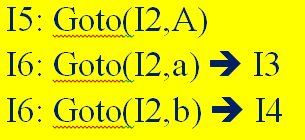 I5: Goto(I2,A)
I6: Goto(I2,a) ➔ I3
I6: Goto(I2,b) ➔ I4